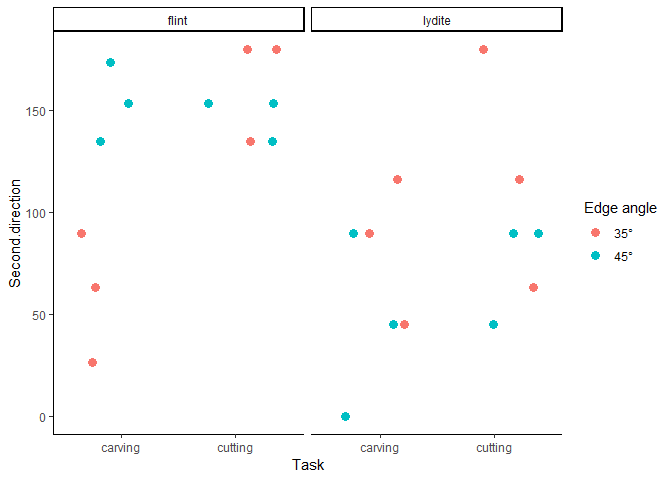 flint
lydite
150
100
50
0
Second.direction
carving
cutting
carving
cutting
Task
Edge angle
35°
45°